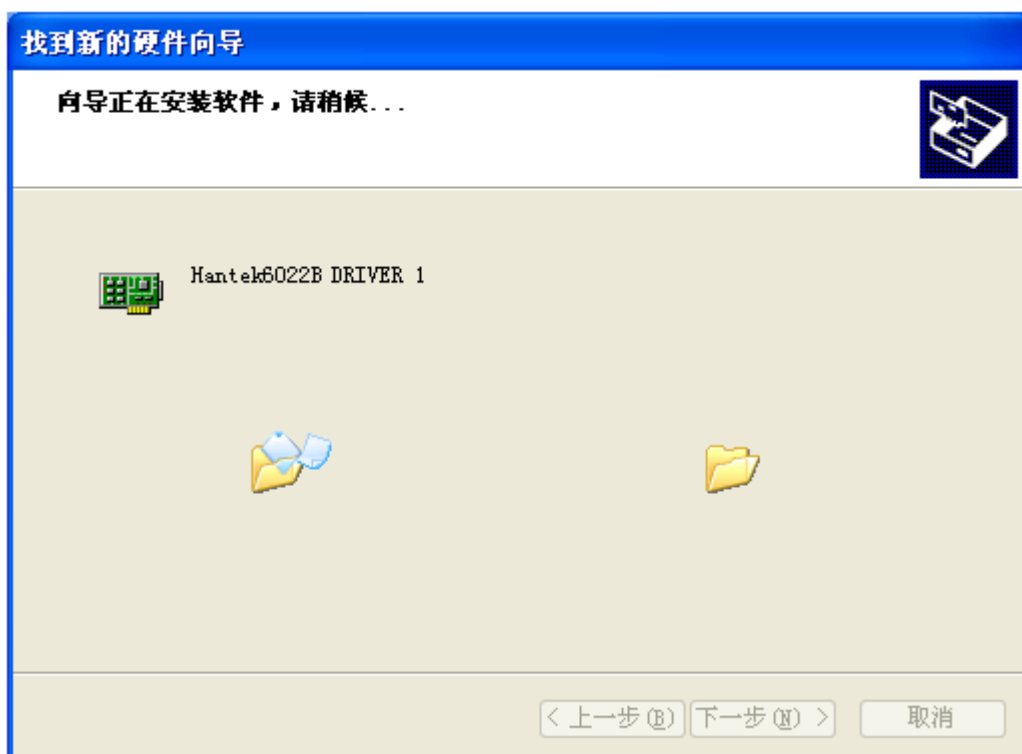 找到新的硬件向导
向导正在安装软件，请稍候...
Hantek6022B DRIVER 1
< 上一步(B) 下一步(N) > 取消